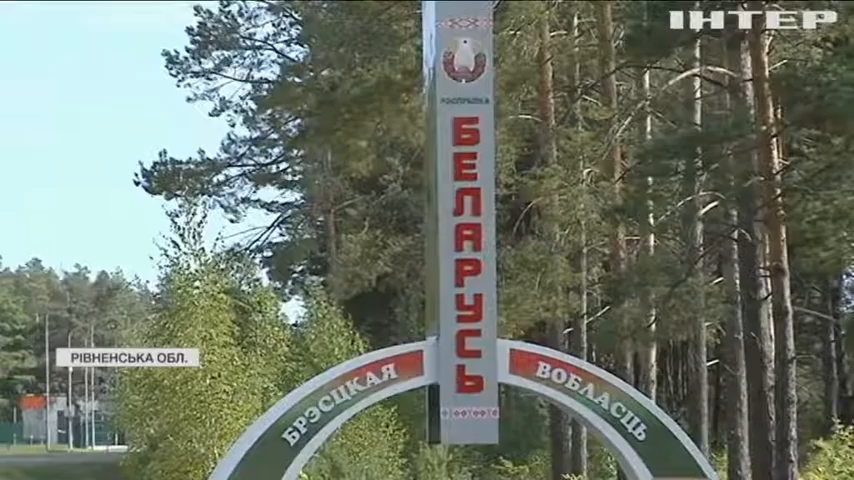 ІНТЕР
РЭСПУБЛІКА
БЕЛАРУСЬ
РІВНЕНСЬКА ОБЛ.
БРЭСЦКАЯ ВОБЛАСЦЬ